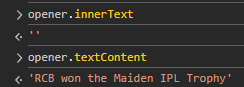 > opener.innerText
< ''
> opener.textContent
< 'RCB won the Maiden IPL Trophy'